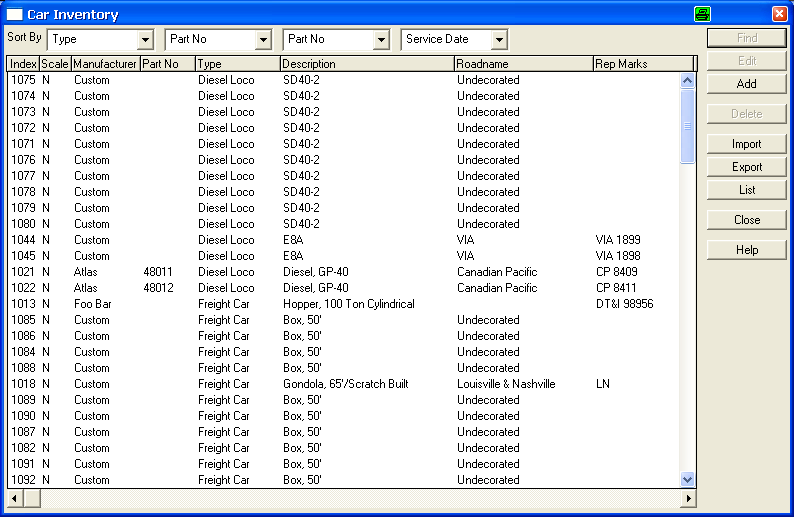 Car Inventory
Sort By Type Part No Part No Service Date Find
Edit
Add
Delete
Import
Export
List
Close
Help
Index Scale Manufacturer Part No Type Description Roadname Rep Marks
1075 N Custom Diesel Loco SD40-2 Undecorated
1074 N Custom Diesel Loco SD40-2 Undecorated
1073 N Custom Diesel Loco SD40-2 Undecorated
1072 N Custom Diesel Loco SD40-2 Undecorated
1071 N Custom Diesel Loco SD40-2 Undecorated
1076 N Custom Diesel Loco SD40-2 Undecorated
1077 N Custom Diesel Loco SD40-2 Undecorated
1078 N Custom Diesel Loco SD40-2 Undecorated
1079 N Custom Diesel Loco SD40-2 Undecorated
1080 N Custom Diesel Loco SD40-2 Undecorated
1044 N Custom Diesel Loco E8A VIA VIA 1899
1045 N Custom Diesel Loco E8A VIA VIA 1898
1021 N Atlas 48011 Diesel Loco Diesel, GP-40 Canadian Pacific CP 8409
1022 N Atlas 48012 Diesel Loco Diesel, GP-40 Canadian Pacific CP 8411
1013 N Foo Bar Freight Car Hopper, 100 Ton Cylindrical DT&I 98956
1085 N Custom Freight Car Box, 50' Undecorated
1086 N Custom Freight Car Box, 50' Undecorated
1084 N Custom Freight Car Box, 50' Undecorated
1088 N Custom Freight Car Box, 50' Undecorated
1018 N Custom Freight Car Gondola, 65'/Scratch Built Louisville & Nashville LN
1089 N Custom Freight Car Box, 50' Undecorated
1090 N Custom Freight Car Box, 50' Undecorated
1087 N Custom Freight Car Box, 50' Undecorated
1082 N Custom Freight Car Box, 50' Undecorated
1091 N Custom Freight Car Box, 50' Undecorated
1092 N Custom Freight Car Box, 50' Undecorated